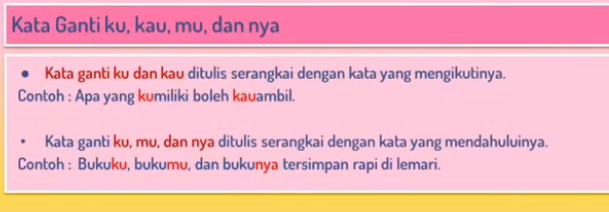 Kata Ganti ku, kau, mu, dan nya
• Kata ganti ku dan kau ditulis serangkai dengan kata yang mengikutinya.
Contoh : Apa yang kumiliki boleh kauambil.
• Kata ganti ku, mu, dan nya ditulis serangkai dengan kata yang mendahuluinya.
Contoh : Bukuku, bukumu, dan bukunya tersimpan rapi di lemari.